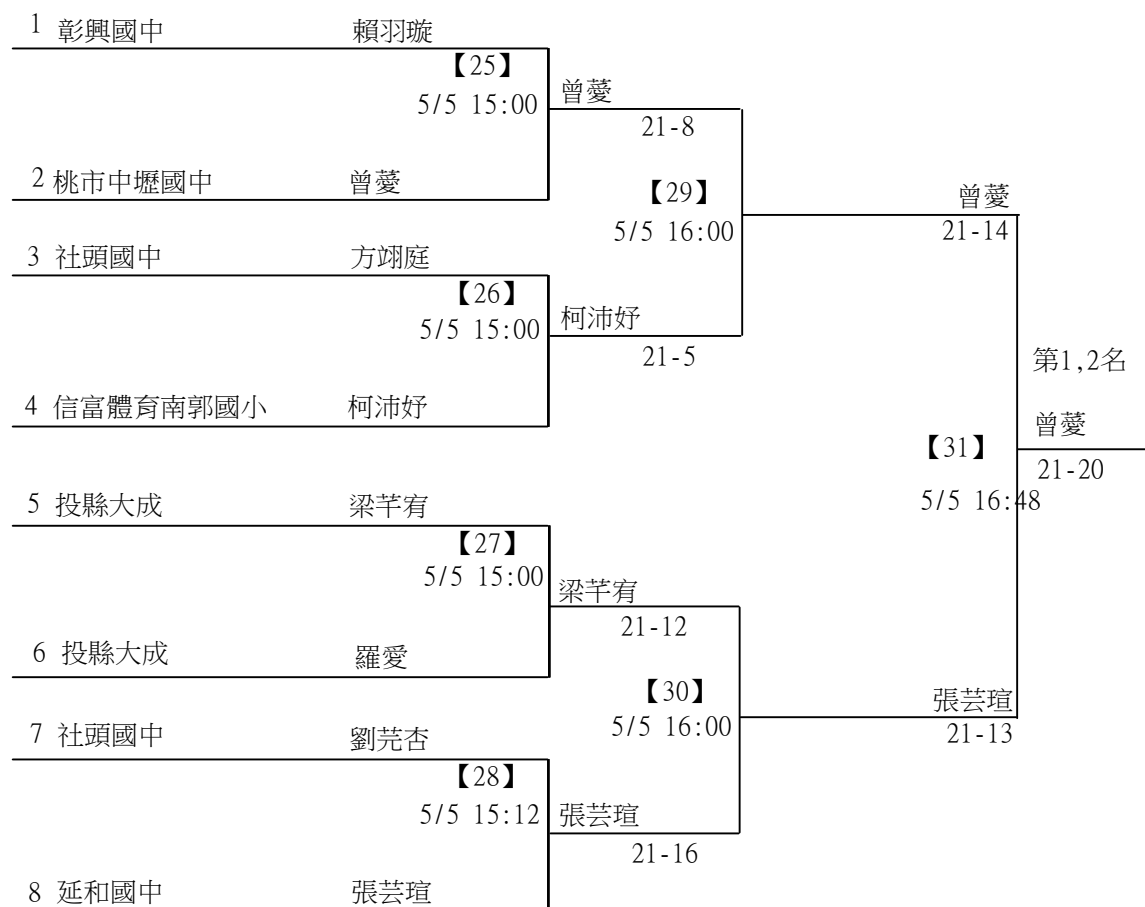 1 彰興國中 賴羽璇
【25】
5/5 15:00
曾薆
21-8
2 桃市中壢國中 曾薆
【29】
5/5 16:00
曾薆
21-14
3 社頭國中 方翊庭
【26】
5/5 15:00
柯沛妤
21-5
4 信富體育南郭國小 柯沛妤
第1,2名
曾薆
【31】
21-20
5/5 16:48
5 投縣大成 梁芊宥
【27】
5/5 15:00
梁芊宥
21-12
6 投縣大成 羅愛
【30】
5/5 16:00
張芸瑄
21-13
7 社頭國中 劉芫杏
【28】
5/5 15:12
張芸瑄
21-16
8 延和國中 張芸瑄